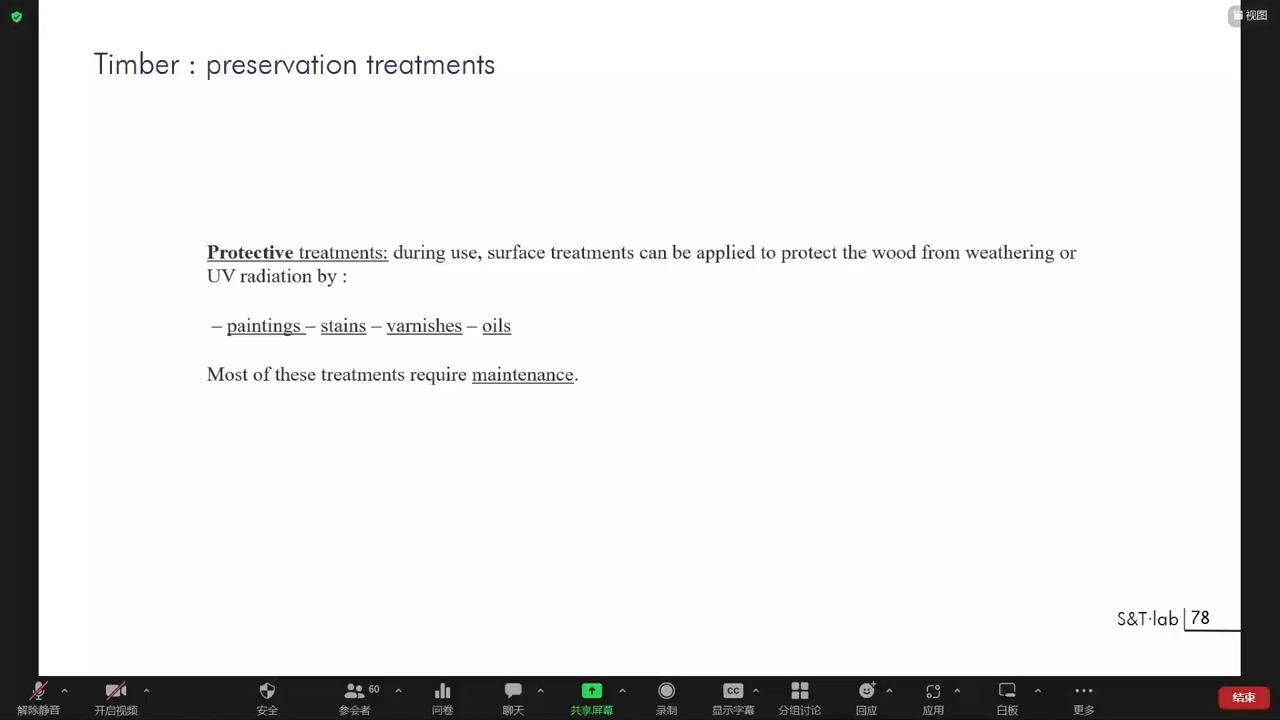 视图
Timber : preservation treatments
Protective treatments: during use, surface treatments can be applied to protect the wood from weathering or
UV radiation by :
– paintings – stains – varnishes – oils
Most of these treatments require maintenance.
S&T·lab 78
60
CC
解除静音 开启视频 安全 参会者 问卷 聊天 共享屏幕 录制 显示字幕 分组讨论 回应 应用 白板 更多 结束